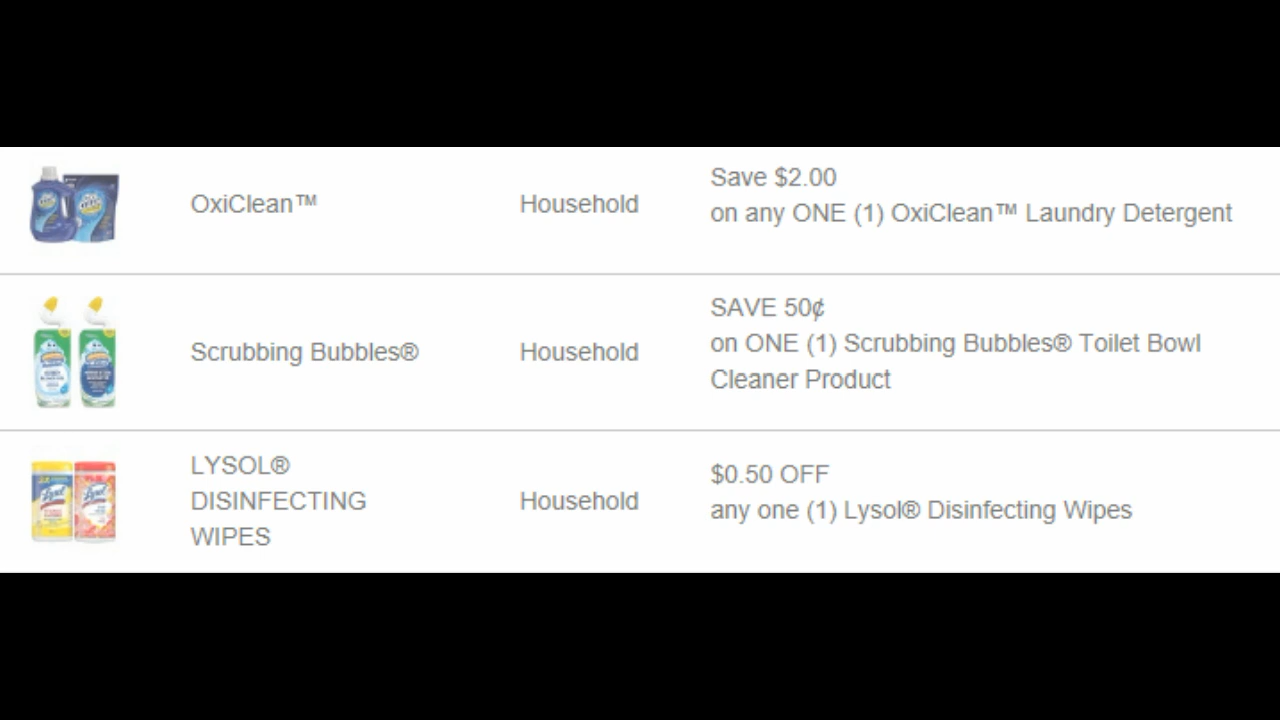 OxiClean™
Household
Save $2.00
on any ONE (1) OxiClean™ Laundry Detergent
Scrubbing Bubbles®
Household
SAVE 50¢
on ONE (1) Scrubbing Bubbles® Toilet Bowl
Cleaner Product
LYSOL®
DISINFECTING
WIPES
Household
$0.50 OFF
any one (1) Lysol® Disinfecting Wipes
Lysol
Lysol